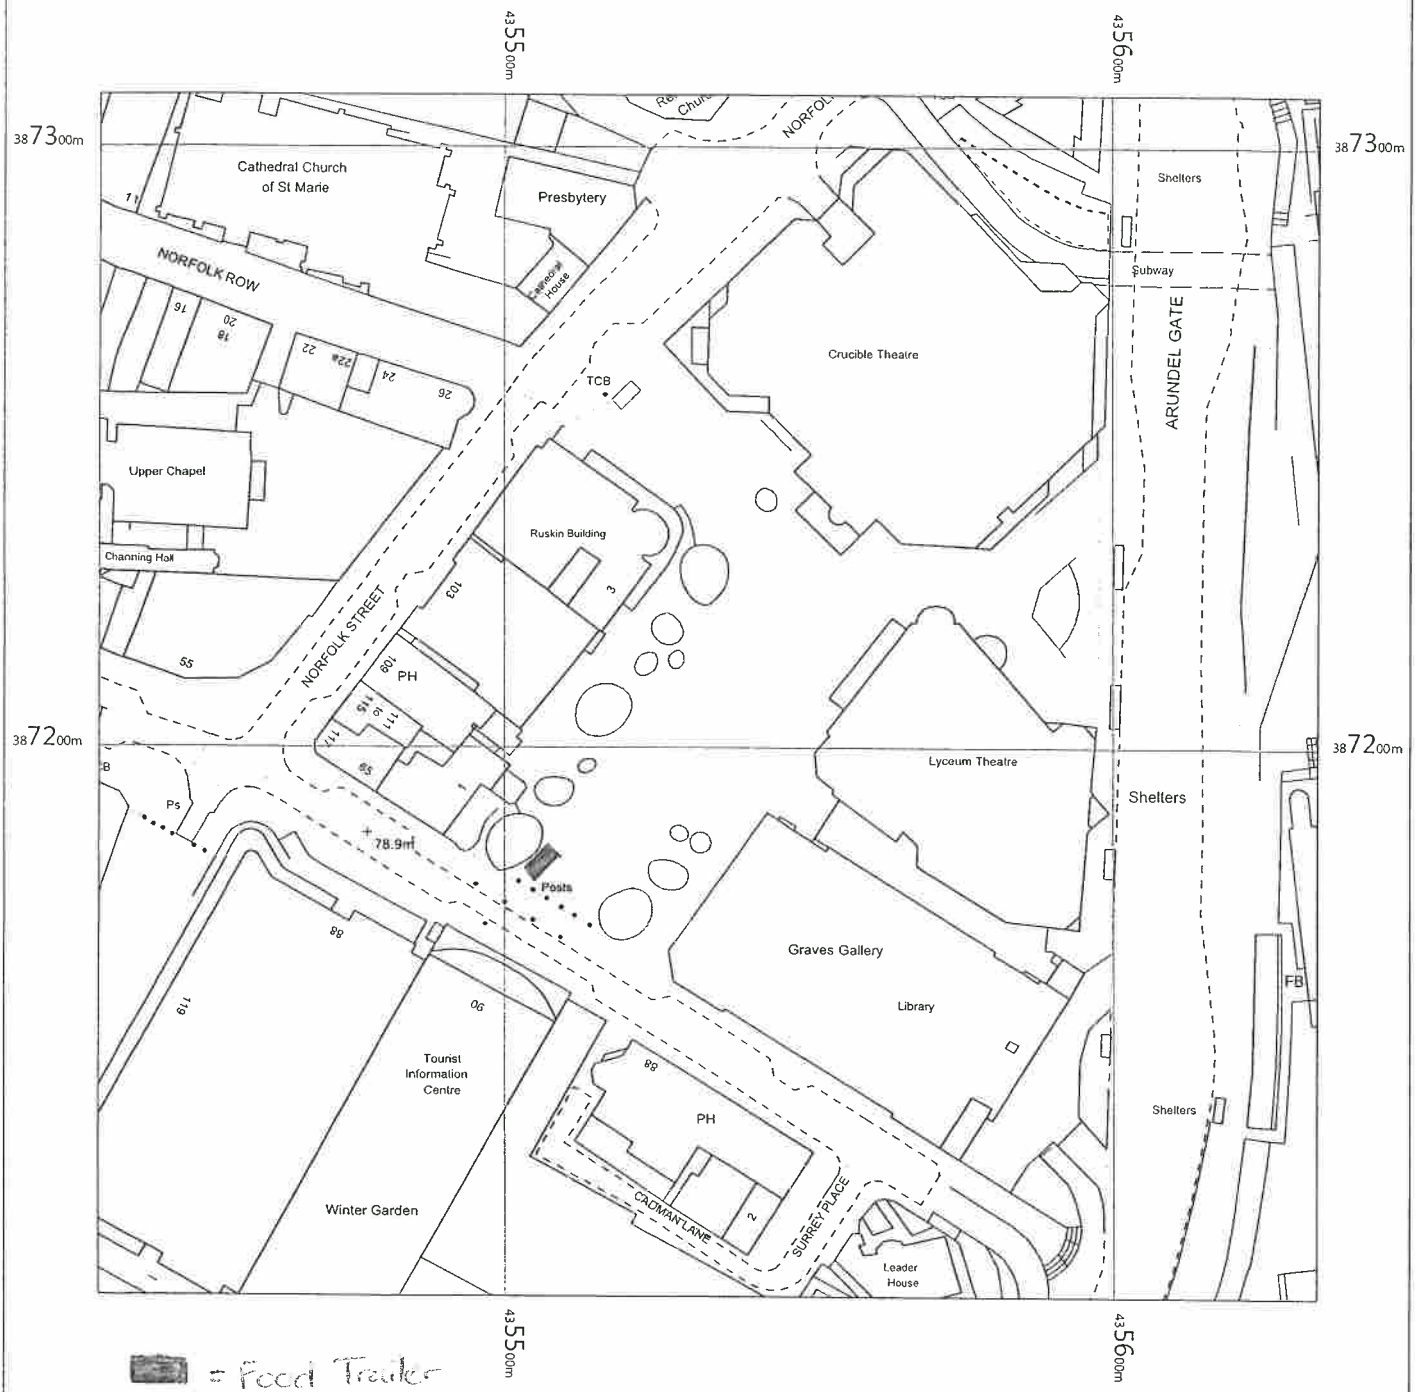 435500m
435600m
387300m
387300m
NORFOL
Church
Cathedral Church
of St Marie
Presbytery
Shelters
11
NORFOLK ROW
Cathedral
House
Subway
16
20
18
22
22a
24
26
ARUNDEL GATE
Crucible Theatre
TCB
Upper Chapel
Ruskin Building
Channing Hall
103
3
NORFOLK STREET
55
109
PH
115
to
111
117
65
387200m
387200m
B
Lyceum Theatre
Shelters
Ps
78.9m
Posts
88
Graves Gallery
FB
119
90
Library
Tourist
Information
Centre
88
PH
Shelters
CADMAN LANE
2
SURREY PLACE
Winter Garden
Leader
House
435500m
435600m
= Food Trailer